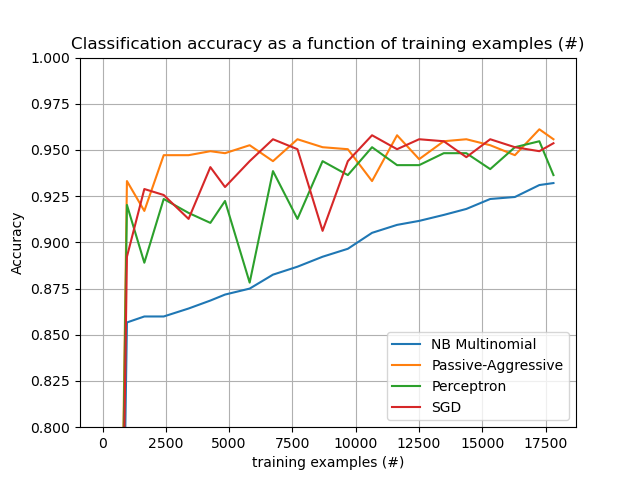 Classification accuracy as a function of training examples (#)
1.000
0.975
0.950
0.925
0.900
0.875
0.850
0.825
0.800
Accuracy
NB Multinomial
Passive-Aggressive
Perceptron
SGD
0 2500 5000 7500 10000 12500 15000 17500
training examples (#)